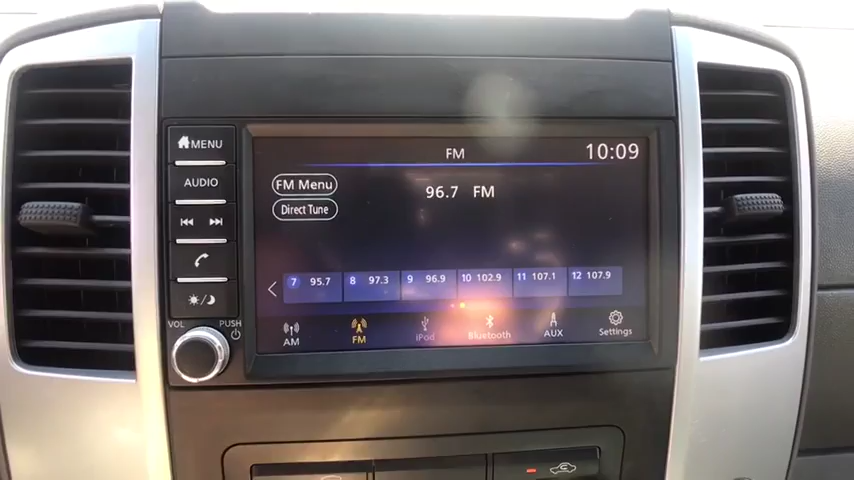 MENU
AUDIO
VOL PUSH
FM 10:09
FM Menu
96.7 FM
Direct Tune
7 95.7 8 97.3 9 96.9 10 102.9 11 107.1 12 107.9
AM FM iPod Bluetooth AUX Settings